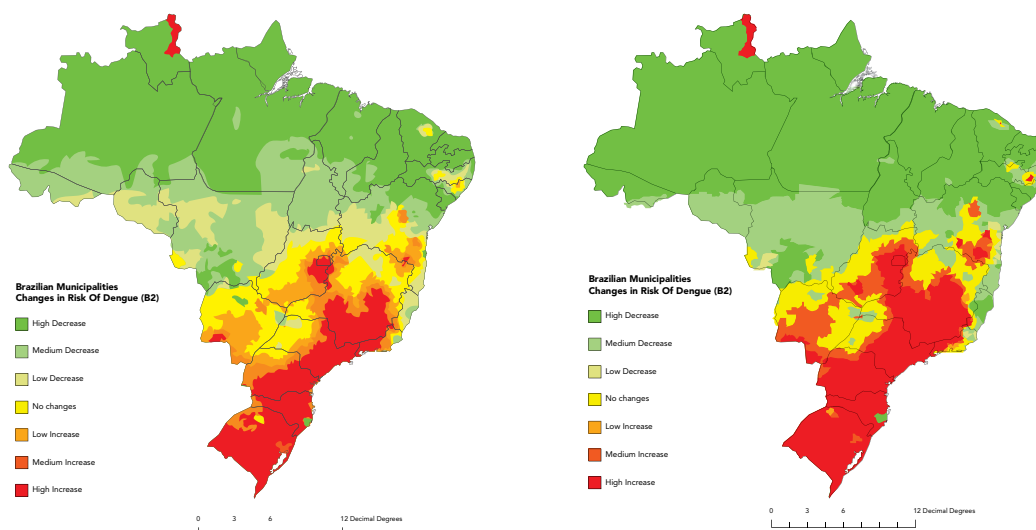 Brazilian Municipalities
Changes in Risk Of Dengue (B2)
High Decrease
Medium Decrease
Low Decrease
No changes
Low Increase
Medium Increase
High Increase
0 3 6 12 Decimal Degrees
Brazilian Municipalities
Changes in Risk Of Dengue (B2)
High Decrease
Medium Decrease
Low Decrease
No changes
Low Increase
Medium Increase
High Increase
0 3 6 12 Decimal Degrees